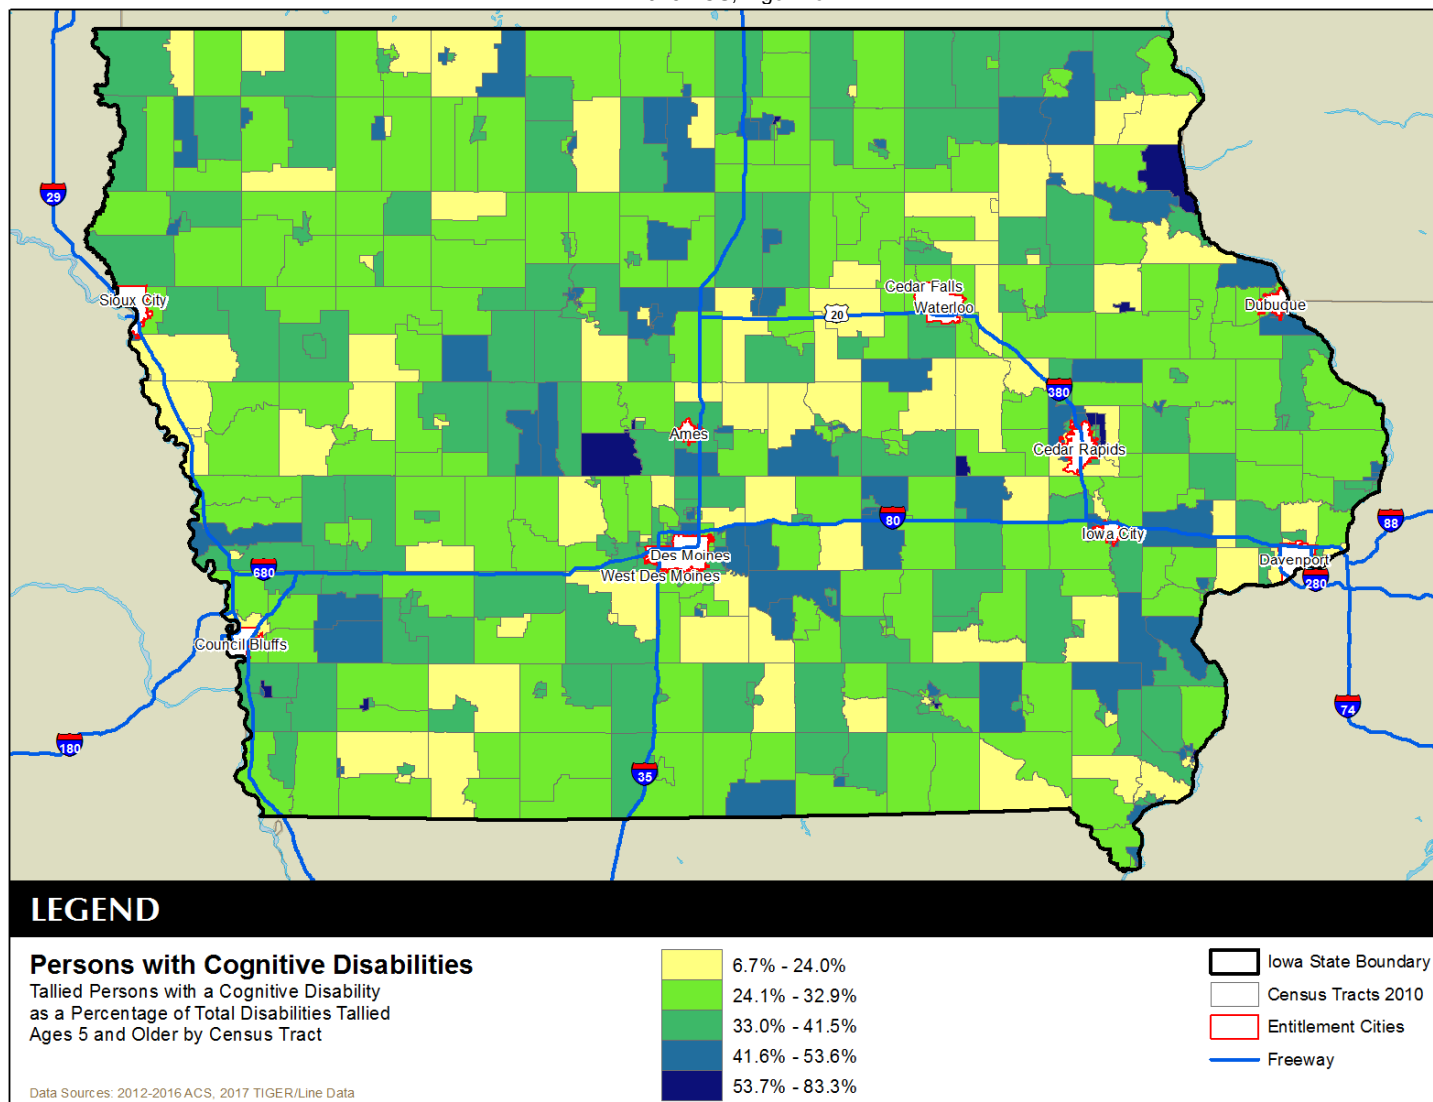 29
Sioux City
Cedar Falls
Waterloo
20
Dubuque
380
Ames
Cedar Rapids
80
88
Iowa City
Des Moines
Davenport
680
West Des Moines
280
Council Bluffs
74
180
35
LEGEND
Persons with Cognitive Disabilities
Tallied Persons with a Cognitive Disability
as a Percentage of Total Disabilities Tallied
Ages 5 and Older by Census Tract
Data Sources: 2012-2016 ACS, 2017 TIGER/Line Data
6.7% - 24.0%
24.1% - 32.9%
33.0% - 41.5%
41.6% - 53.6%
53.7% - 83.3%
Iowa State Boundary
Census Tracts 2010
Entitlement Cities
Freeway